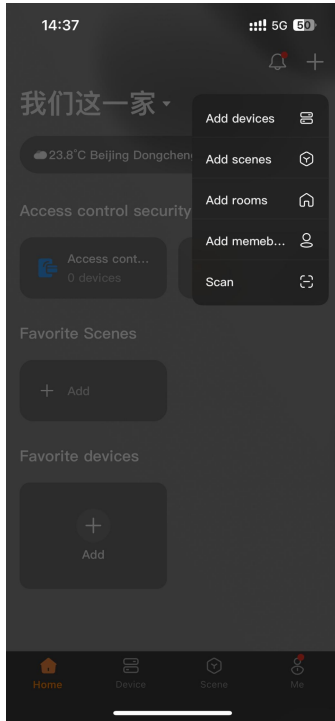 14:37
5G 50
我们这一家
23.8°C Beijing Dongcheng
Access control security
Access cont...
0 devices
Favorite Scenes
Add
Favorite devices
Add
Add devices
Add scenes
Add rooms
Add memeb...
Scan
Home
Device
Scene
Me